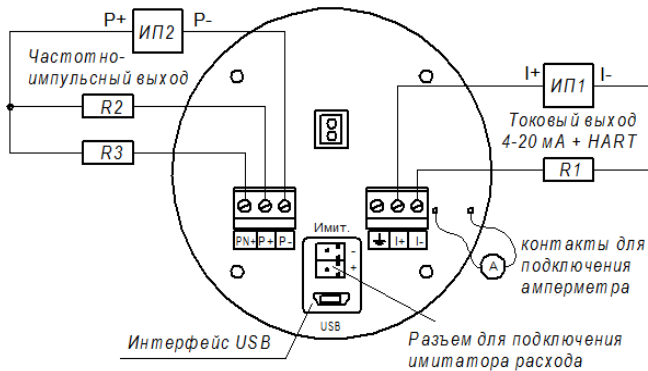 P+
ИП2
P-
Частотно-
импульсный выход
R2
R3
I+
ИП1
I-
Токовый выход
4-20 мА + HART
R1
PN+
P+
P-
Имит.
-
+
USB
I+
I-
A
контакты для
подключения
амперметра
Интерфейс USB
Разъем для подключения
имитатора расхода